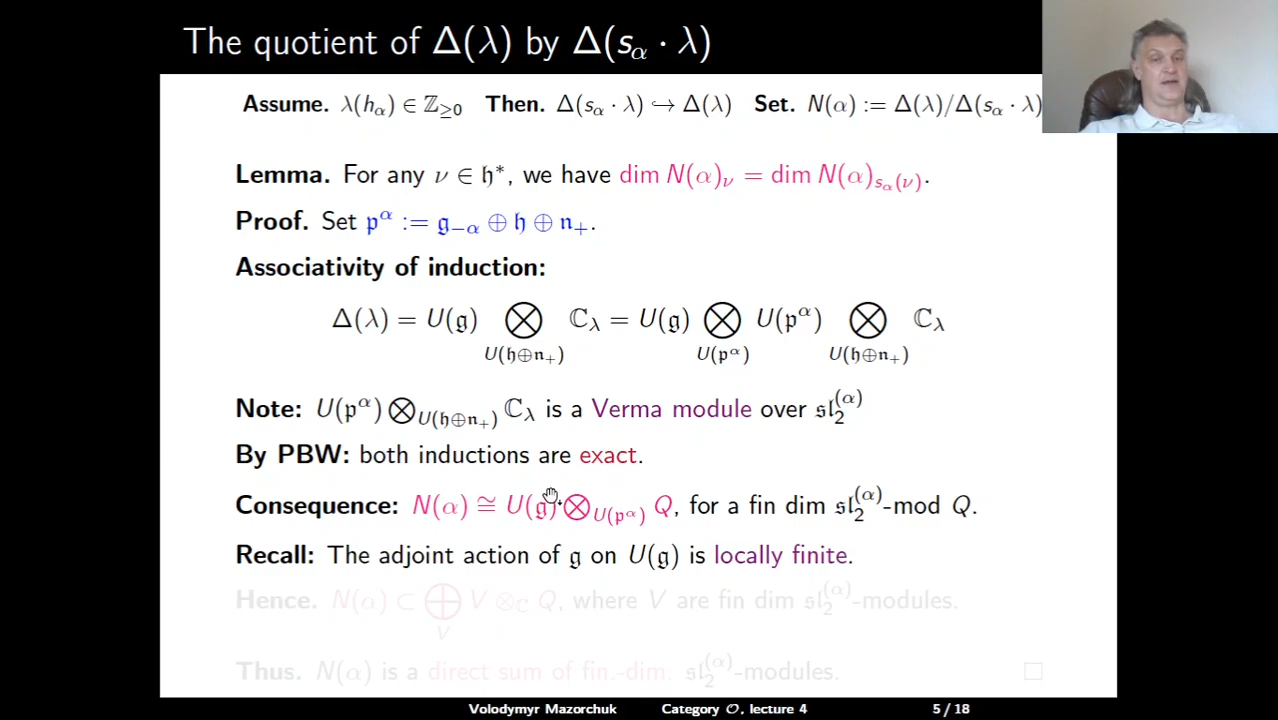 The quotient of Δ(λ) by Δ(s_α · λ)
Assume. λ(h_α) ∈ ℤ_{≥0} Then. Δ(s_α · λ) ↪ Δ(λ) Set. N(α) := Δ(λ)/Δ(s_α · λ)
Lemma. For any ν ∈ 𝔥*, we have dim N(α)_ν = dim N(α)_{s_α(ν)}.
Proof. Set 𝔭^α := 𝔤_{−α} ⊕ 𝔥 ⊕ 𝔫_+.
Associativity of induction:
Δ(λ) = U(𝔤) ⨂_{U(𝔥⊕𝔫_+)} ℂ_λ = U(𝔤) ⨂_{U(𝔭^α)} U(𝔭^α) ⨂_{U(𝔥⊕𝔫_+)} ℂ_λ
Note: U(𝔭^α) ⨂_{U(𝔥⊕𝔫_+)} ℂ_λ is a Verma module over 𝔰𝔩_2^{(α)}
By PBW: both inductions are exact.
Consequence: N(α) ≅ U(𝔤) ⨂_{U(𝔭^α)} Q, for a fin dim 𝔰𝔩_2^{(α)}-mod Q.
Recall: The adjoint action of 𝔤 on U(𝔤) is locally finite.
Hence. N(α) ⊂ ⨁_V V ⊗_ℂ Q, where V are fin dim 𝔰𝔩_2^{(α)}-modules.
Thus. N(α) is a direct sum of fin.-dim. 𝔰𝔩_2^{(α)}-modules. □
Volodymyr Mazorchuk Category 𝒪, lecture 4 5 / 18